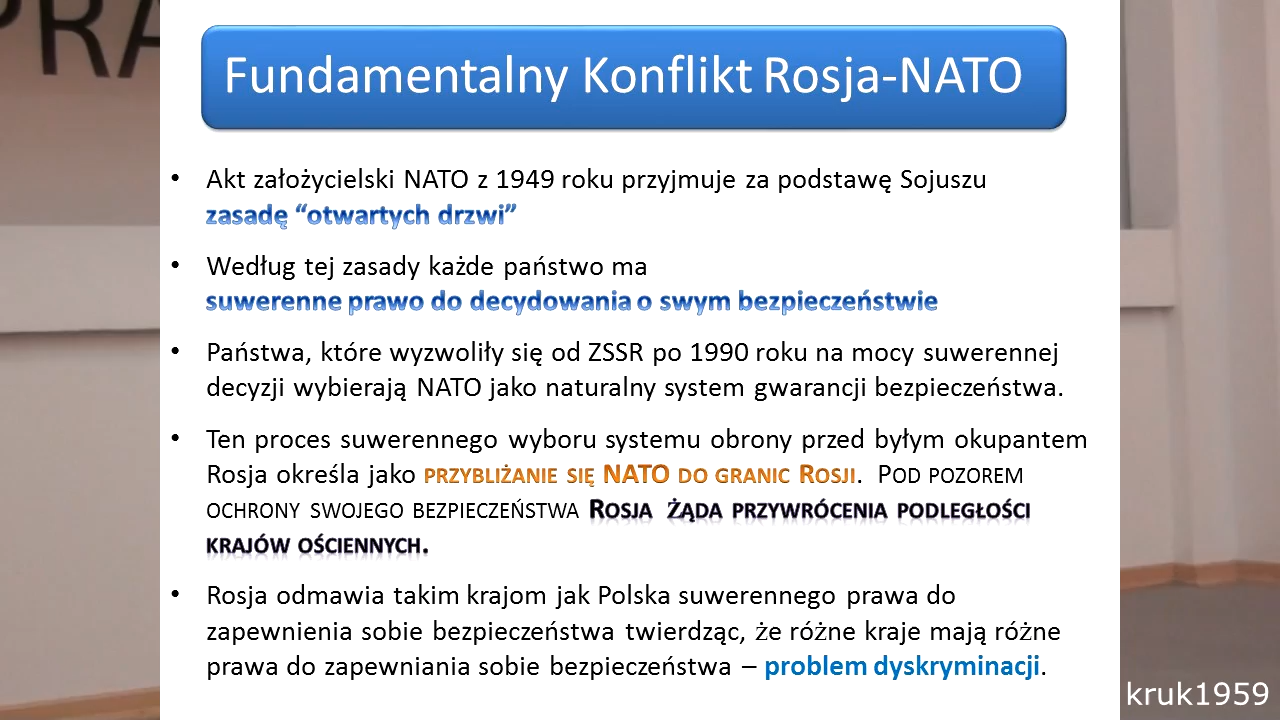 PRA
Fundamentalny Konflikt Rosja-NATO
• Akt założycielski NATO z 1949 roku przyjmuje za podstawę Sojuszu
zasadę “otwartych drzwi”
• Według tej zasady każde państwo ma
suwerenne prawo do decydowania o swym bezpieczeństwie
• Państwa, które wyzwoliły się od ZSSR po 1990 roku na mocy suwerennej
decyzji wybierają NATO jako naturalny system gwarancji bezpieczeństwa.
• Ten proces suwerennego wyboru systemu obrony przed byłym okupantem
Rosja określa jako PRZYBLIŻANIE SIĘ NATO DO GRANIC ROSJI. POD POZOREM
OCHRONY SWOJEGO BEZPIECZEŃSTWA ROSJA ŻĄDA PRZYWRÓCENIA PODLEGŁOŚCI
KRAJÓW OŚCIENNYCH.
• Rosja odmawia takim krajom jak Polska suwerennego prawa do
zapewnienia sobie bezpieczeństwa twierdząc, że różne kraje mają różne
prawa do zapewniania sobie bezpieczeństwa – problem dyskryminacji.
kruk1959